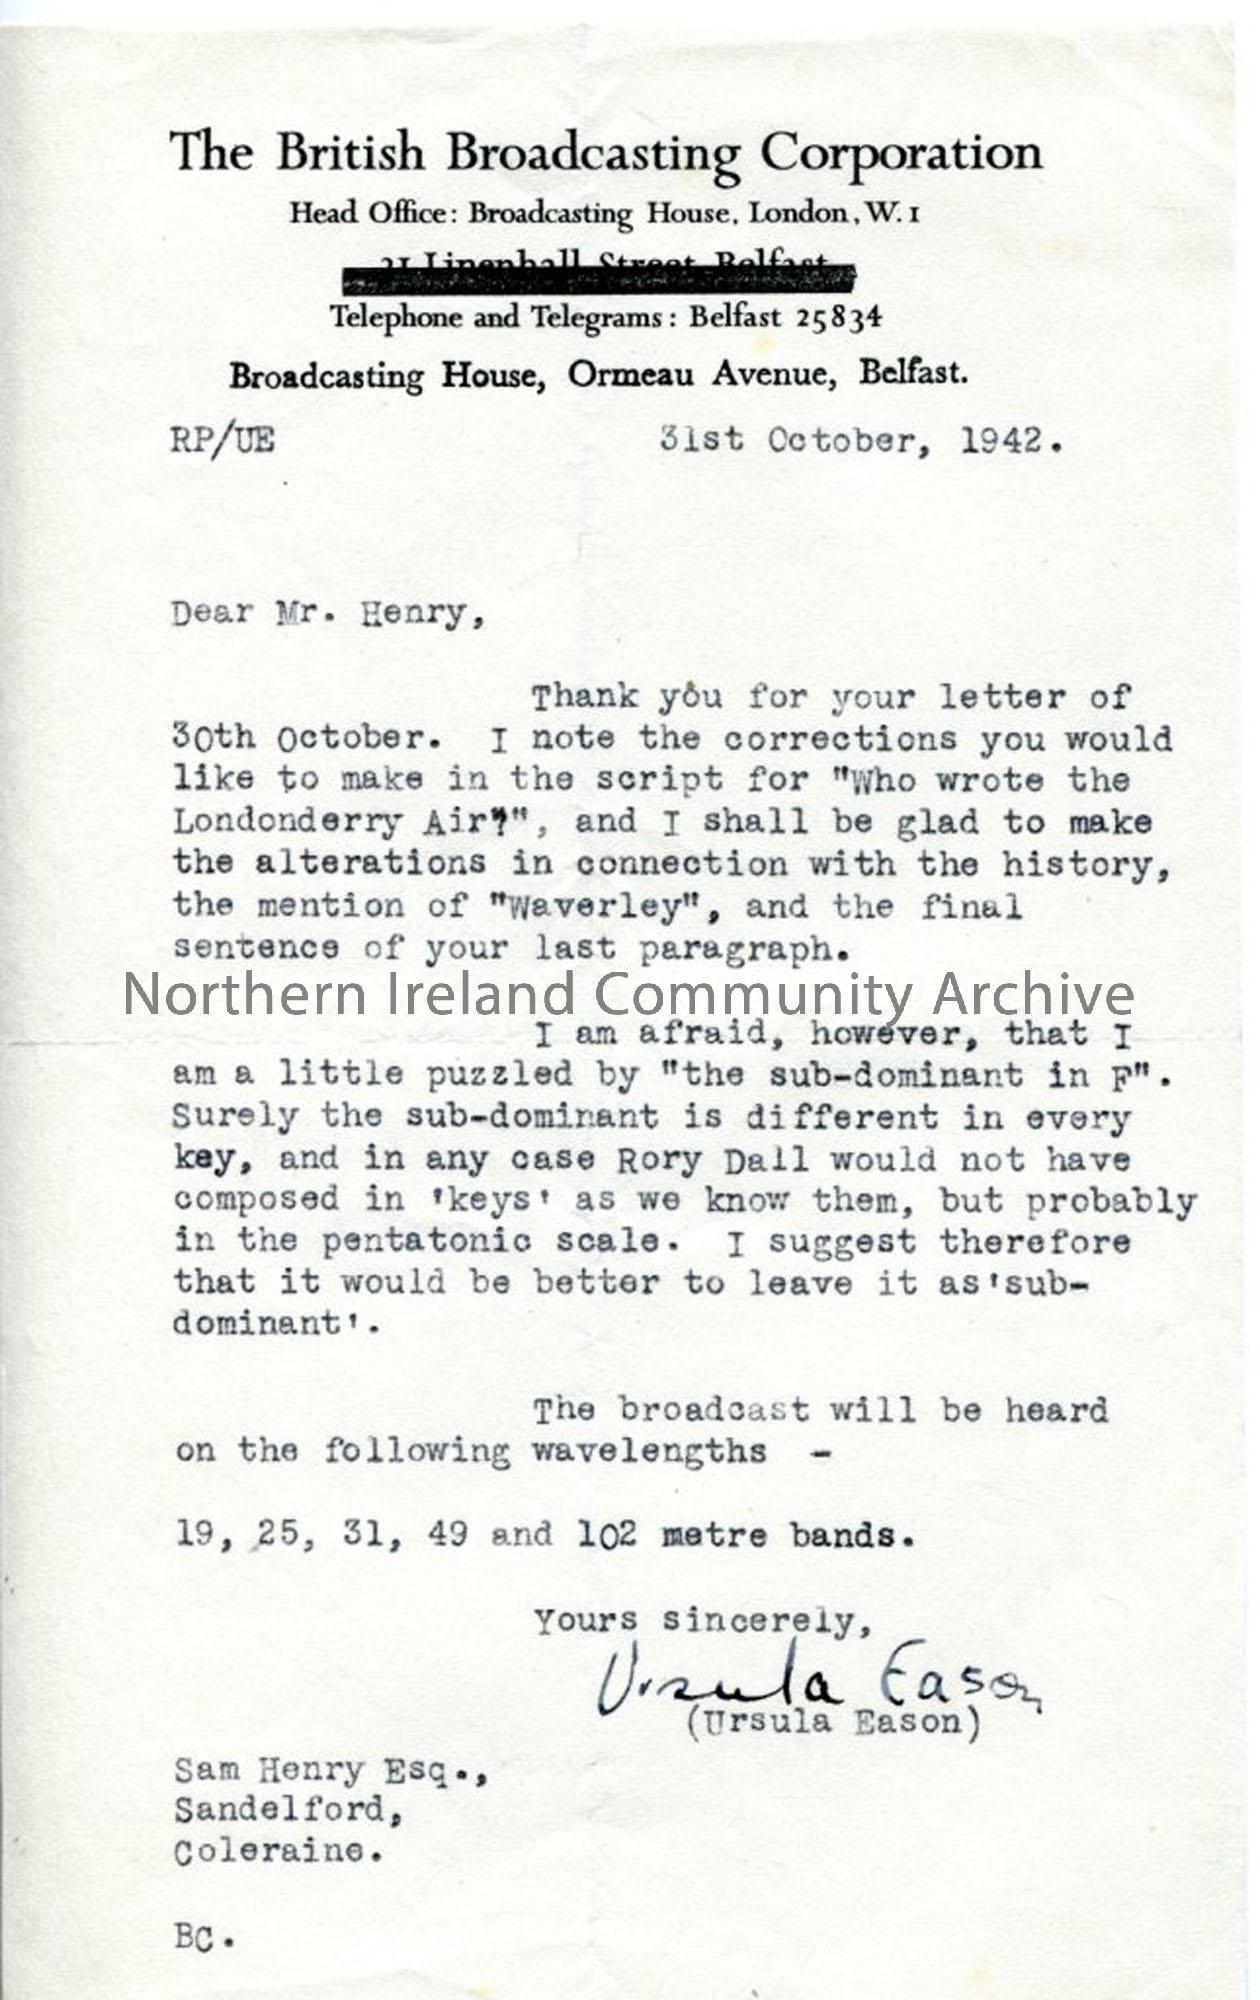 The British Broadcasting Corporation
Head Office: Broadcasting House, London, W. 1
21 Linenhall Street Belfast
Telephone and Telegrams: Belfast 25834
Broadcasting House, Ormeau Avenue, Belfast.
RP/UE 31st October, 1942.
Dear Mr. Henry,
Thank you for your letter of
30th October. I note the corrections you would
like to make in the script for "Who wrote the
Londonderry Air?", and I shall be glad to make
the alterations in connection with the history,
the mention of "Waverley", and the final
sentence of your last paragraph.
Northern Ireland Community Archive
I am afraid, however, that I
am a little puzzled by "the sub-dominant in F".
Surely the sub-dominant is different in every
key, and in any case Rory Dall would not have
composed in 'keys' as we know them, but probably
in the pentatonic scale. I suggest therefore
that it would be better to leave it as'sub-
dominant'.
The broadcast will be heard
on the following wavelengths -
19, 25, 31, 49 and 102 metre bands.
Yours sincerely,
Ursula Eason
(Ursula Eason)
Sam Henry Esq.,
Sandelford,
Coleraine.
BC.